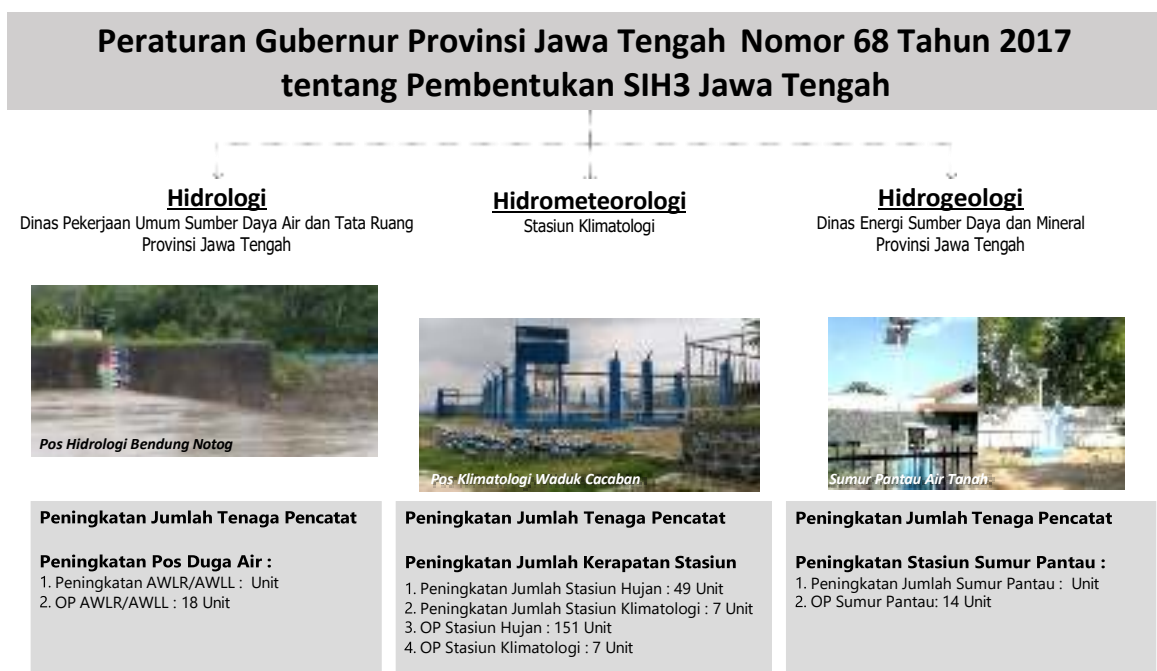 Peraturan Gubernur Provinsi Jawa Tengah Nomor 68 Tahun 2017
tentang Pembentukan SIH3 Jawa Tengah
Hidrologi
Dinas Pekerjaan Umum Sumber Daya Air dan Tata Ruang
Provinsi Jawa Tengah
Hidrometeorologi
Stasiun Klimatologi
Hidrogeologi
Dinas Energi Sumber Daya dan Mineral
Provinsi Jawa Tengah
Pos Hidrologi Bendung Notog
Pos Klimatologi Waduk Cacaban
Sumur Pantau Air Tanah
Peningkatan Jumlah Tenaga Pencatat
Peningkatan Pos Duga Air :
1. Peningkatan AWLR/AWLL : Unit
2. OP AWLR/AWLL : 18 Unit
Peningkatan Jumlah Tenaga Pencatat
Peningkatan Jumlah Kerapatan Stasiun
1. Peningkatan Jumlah Stasiun Hujan : 49 Unit
2. Peningkatan Jumlah Stasiun Klimatologi : 7 Unit
3. OP Stasiun Hujan : 151 Unit
4. OP Stasiun Klimatologi : 7 Unit
Peningkatan Jumlah Tenaga Pencatat
Peningkatan Stasiun Sumur Pantau :
1. Peningkatan Jumlah Sumur Pantau : Unit
2. OP Sumur Pantau: 14 Unit